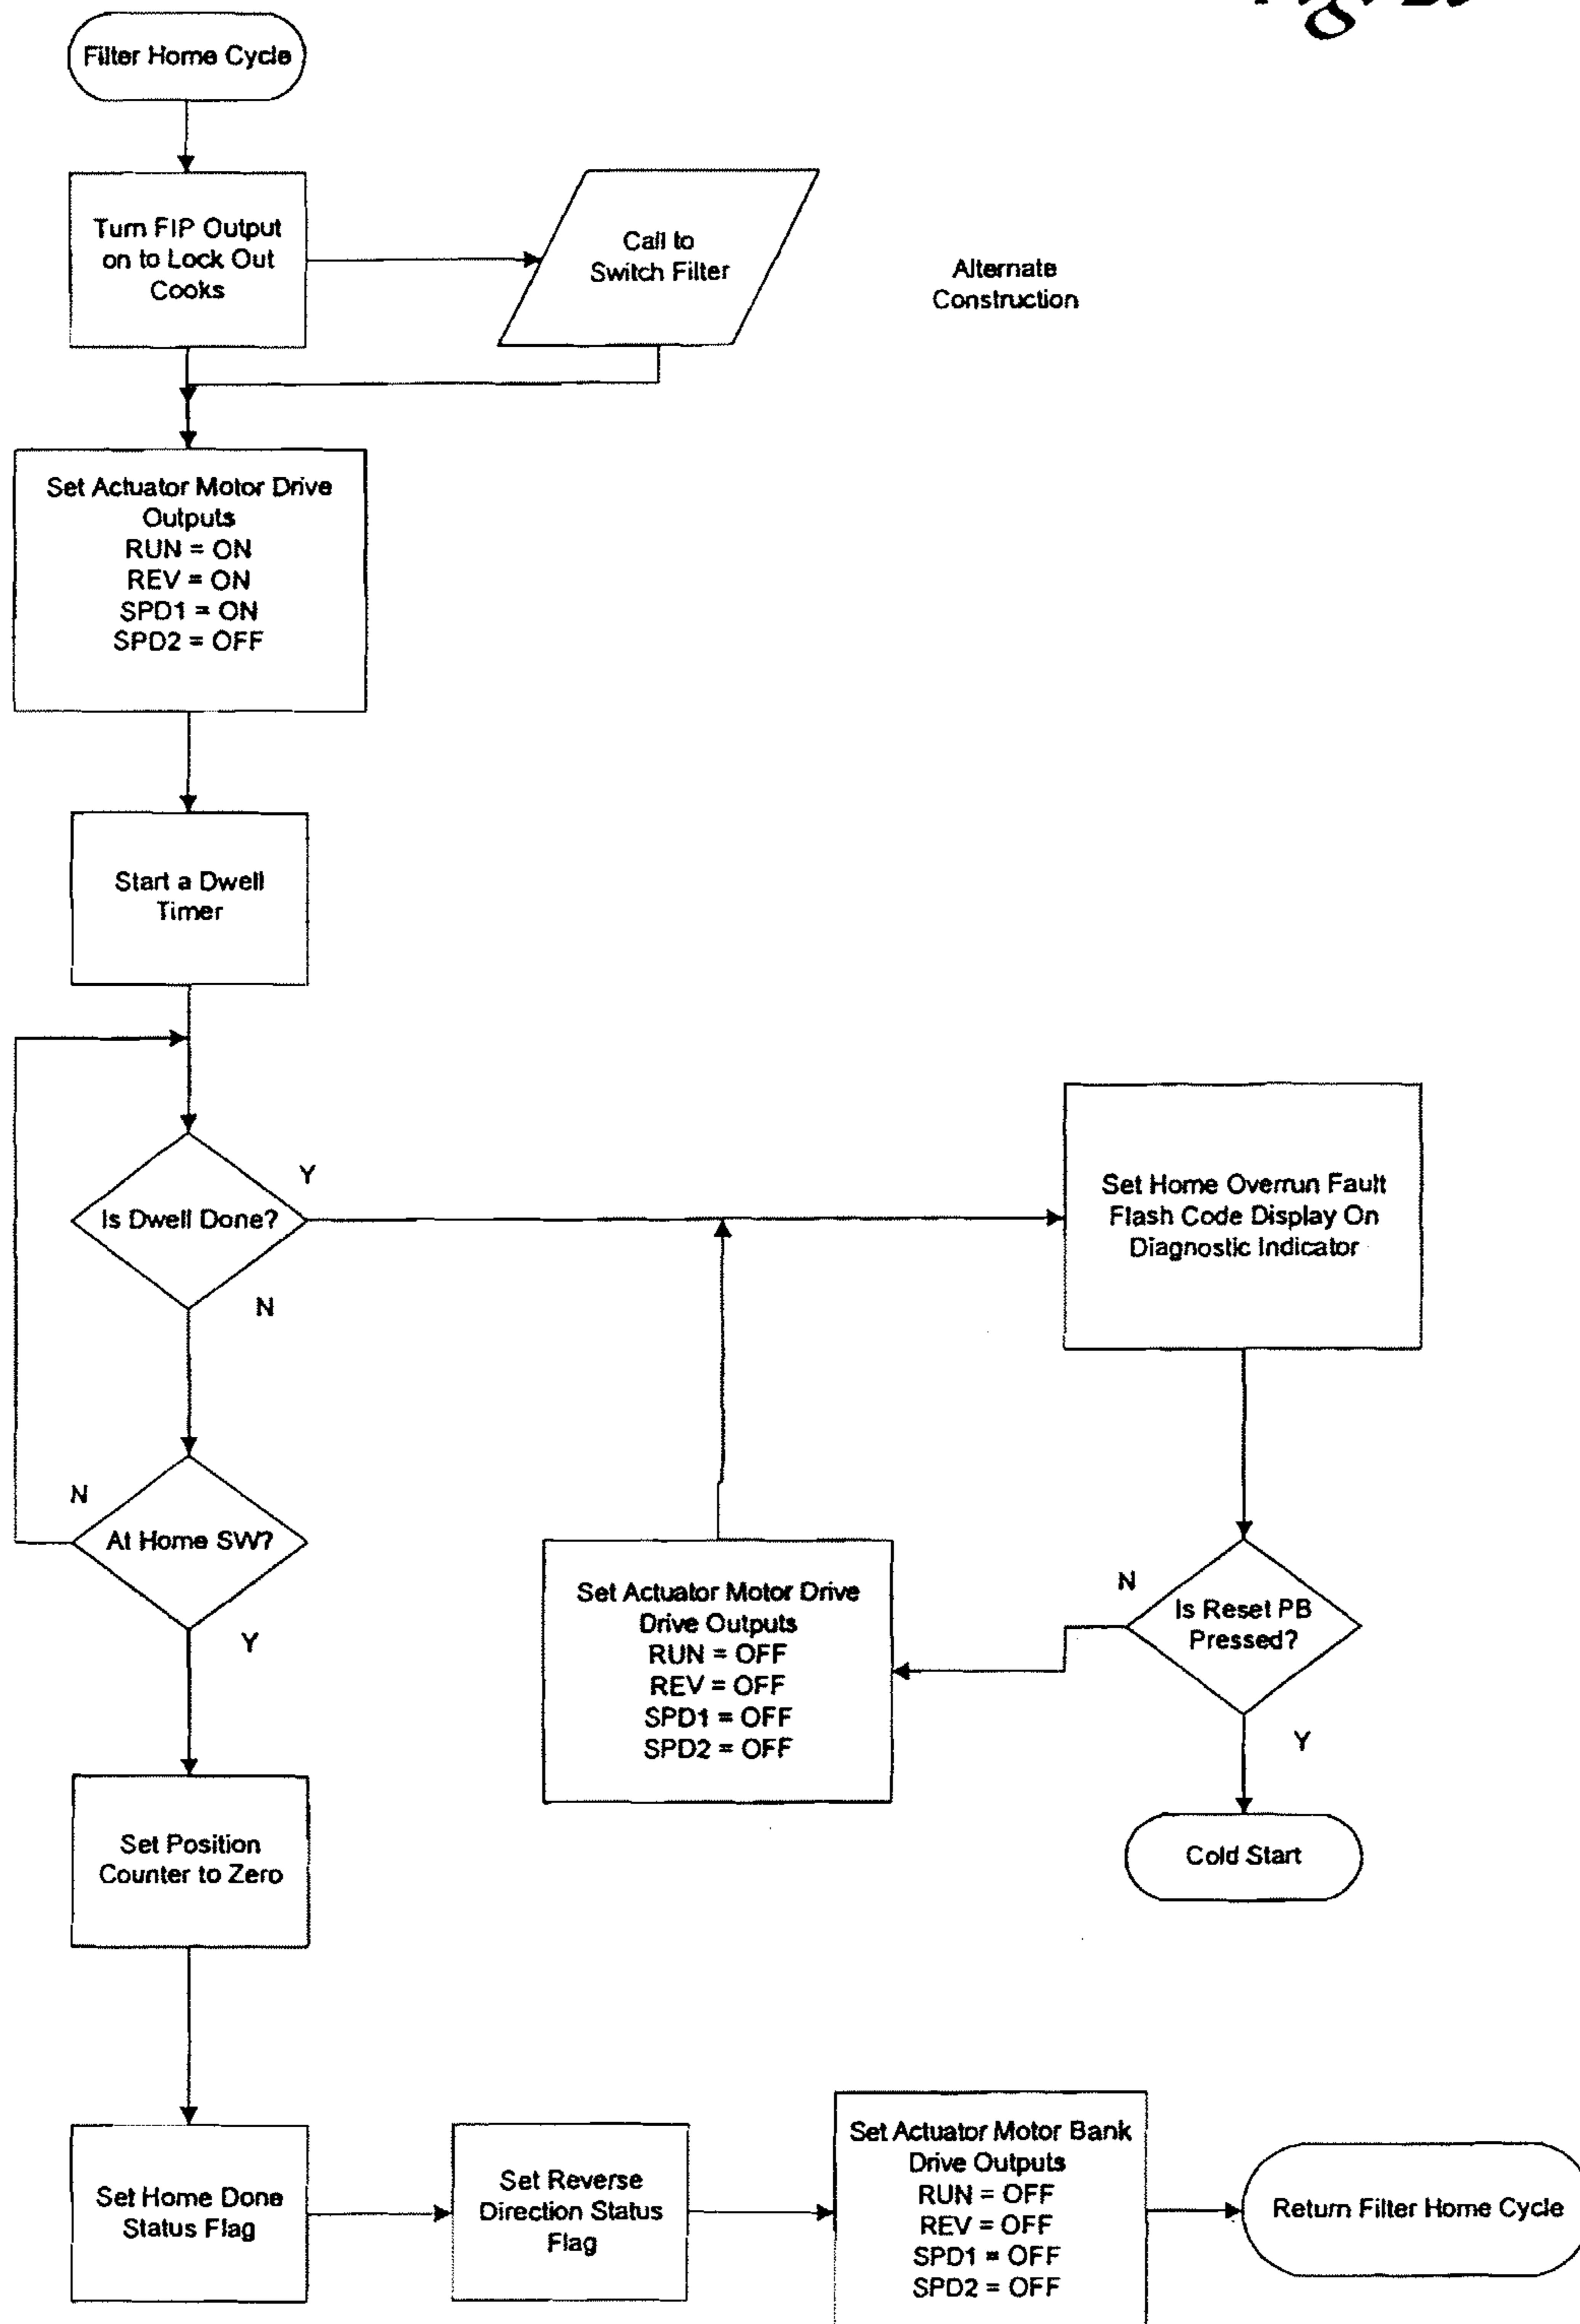 Filter Home Cycle
Turn FIP Output
on to Lock Out
Cooks
Call to
Switch Filter
Alternate
Construction
Set Actuator Motor Drive
Outputs
RUN = ON
REV = ON
SPD1 = ON
SPD2 = OFF
Start a Dwell
Timer
Is Dwell Done?
Y
N
Set Home Overrun Fault
Flash Code Display On
Diagnostic Indicator
At Home SW?
N
Y
Set Actuator Motor Drive
Drive Outputs
RUN = OFF
REV = OFF
SPD1 = OFF
SPD2 = OFF
N
Is Reset PB
Pressed?
Y
Cold Start
Set Position
Counter to Zero
Set Home Done
Status Flag
Set Reverse
Direction Status
Flag
Set Actuator Motor Bank
Drive Outputs
RUN = OFF
REV = OFF
SPD1 = OFF
SPD2 = OFF
Return Filter Home Cycle